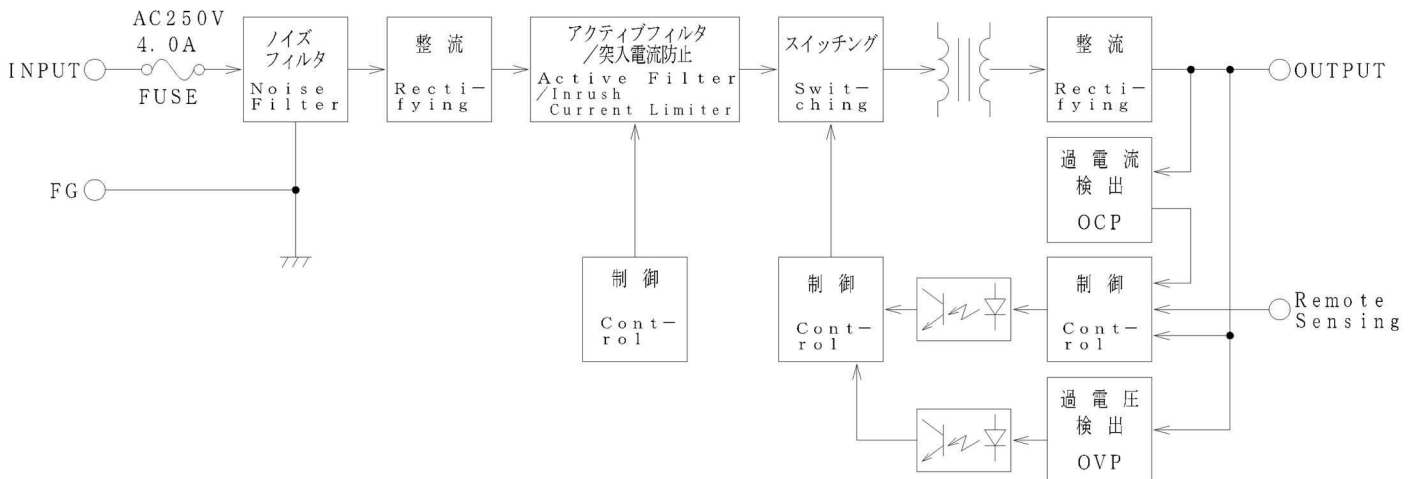 AC250V
4.0A
INPUT
FUSE
ノイズ
フィルタ
Noise
Filter
整流
Recti-
fying
アクティブフィルタ
/突入電流防止
Active Filter
/Inrush
Current Limiter
スイッチング
Swit-
ching
整流
Recti-
fying
OUTPUT
FG
過電流
検出
OCP
制御
Cont-
rol
制御
Cont-
rol
制御
Cont-
rol
Remote
Sensing
過電圧
検出
OVP